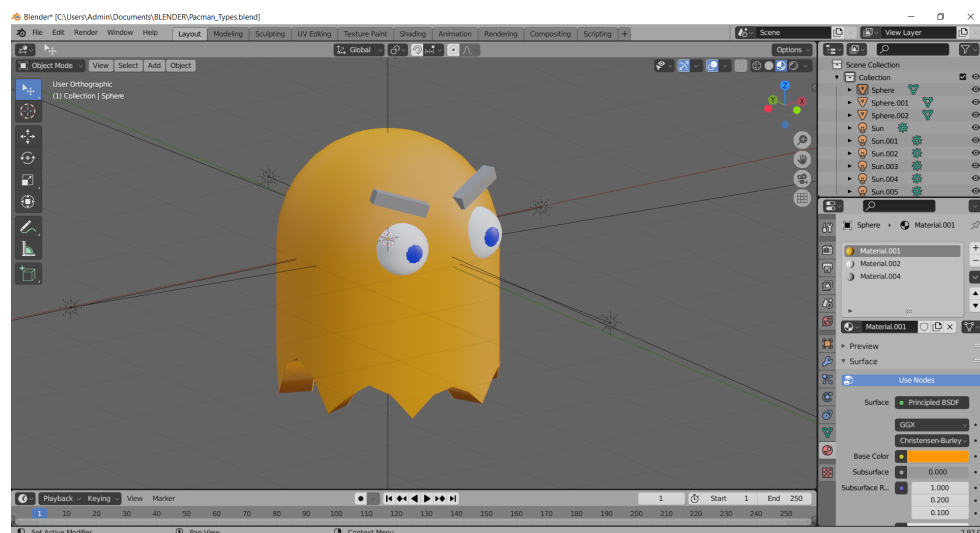 Blender* [C:\Users\Admin\Documents\BLENDER\Pacman_Types.blend]
File Edit Render Window Help Layout Modeling Sculpting UV Editing Texture Paint Shading Animation Rendering Compositing Scripting + Scene View Layer
Global Options
Object Mode View Select Add Object
User Orthographic
(1) Collection | Sphere
Z
Y
X
Scene Collection
Collection
Sphere
Sphere.001
Sphere.002
Sun
Sun.001
Sun.002
Sun.003
Sun.004
Sun.005
Sphere Material.001
Material.001
Material.002
Material.004
Material.001
Preview
Surface
Use Nodes
Surface Principled BSDF
GGX
Christensen-Burley
Base Color
Subsurface 0.000
Subsurface R... 1.000
0.200
0.100
Playback Keying View Marker 1 Start 1 End 250
1 10 20 30 40 50 60 70 80 90 100 110 120 130 140 150 160 170 180 190 200 210 220 230 240 250
Set Active Modifier Pan View Context Menu